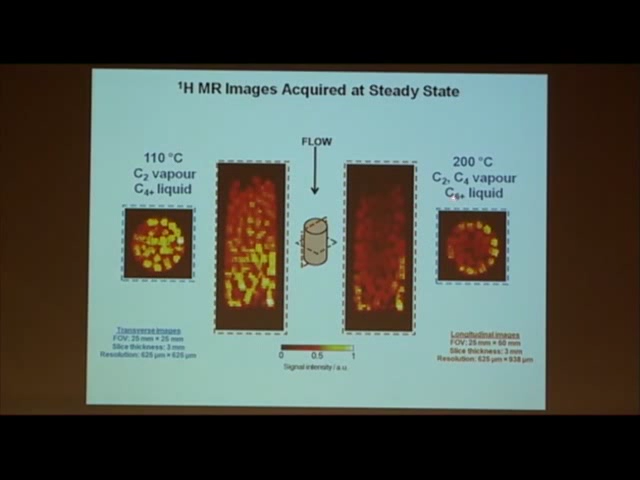 ¹H MR Images Acquired at Steady State
FLOW
110 °C
C₂ vapour
C₄₊ liquid
200 °C
C₂, C₄ vapour
C₆₊ liquid
Transverse images
FOV: 25 mm × 25 mm
Slice thickness: 3 mm
Resolution: 625 µm × 625 µm
Longitudinal images
FOV: 25 mm × 50 mm
Slice thickness: 3 mm
Resolution: 625 µm × 938 µm
0 0.5 1
Signal intensity / a.u.